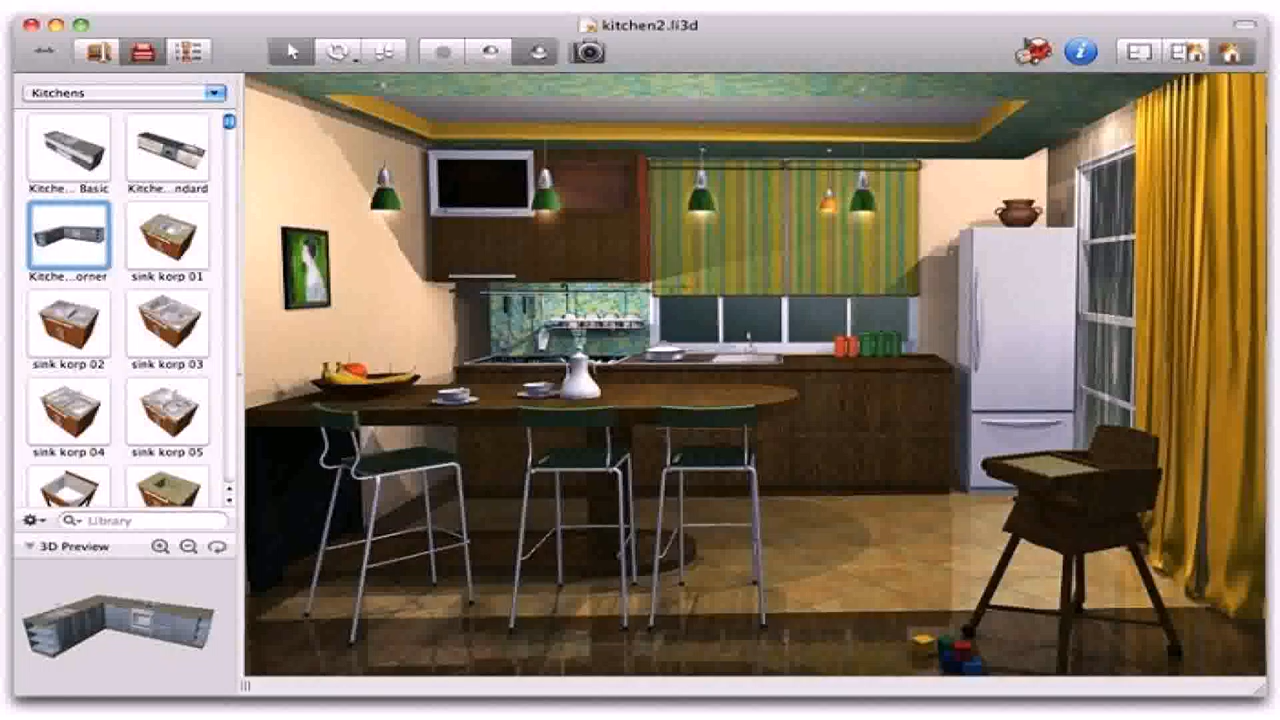 kitchen2.li3d
Kitchens
Kitche... Basic
Kitche...ndard
Kitche...orner
sink korp 01
sink korp 02
sink korp 03
sink korp 04
sink korp 05
Library
3D Preview